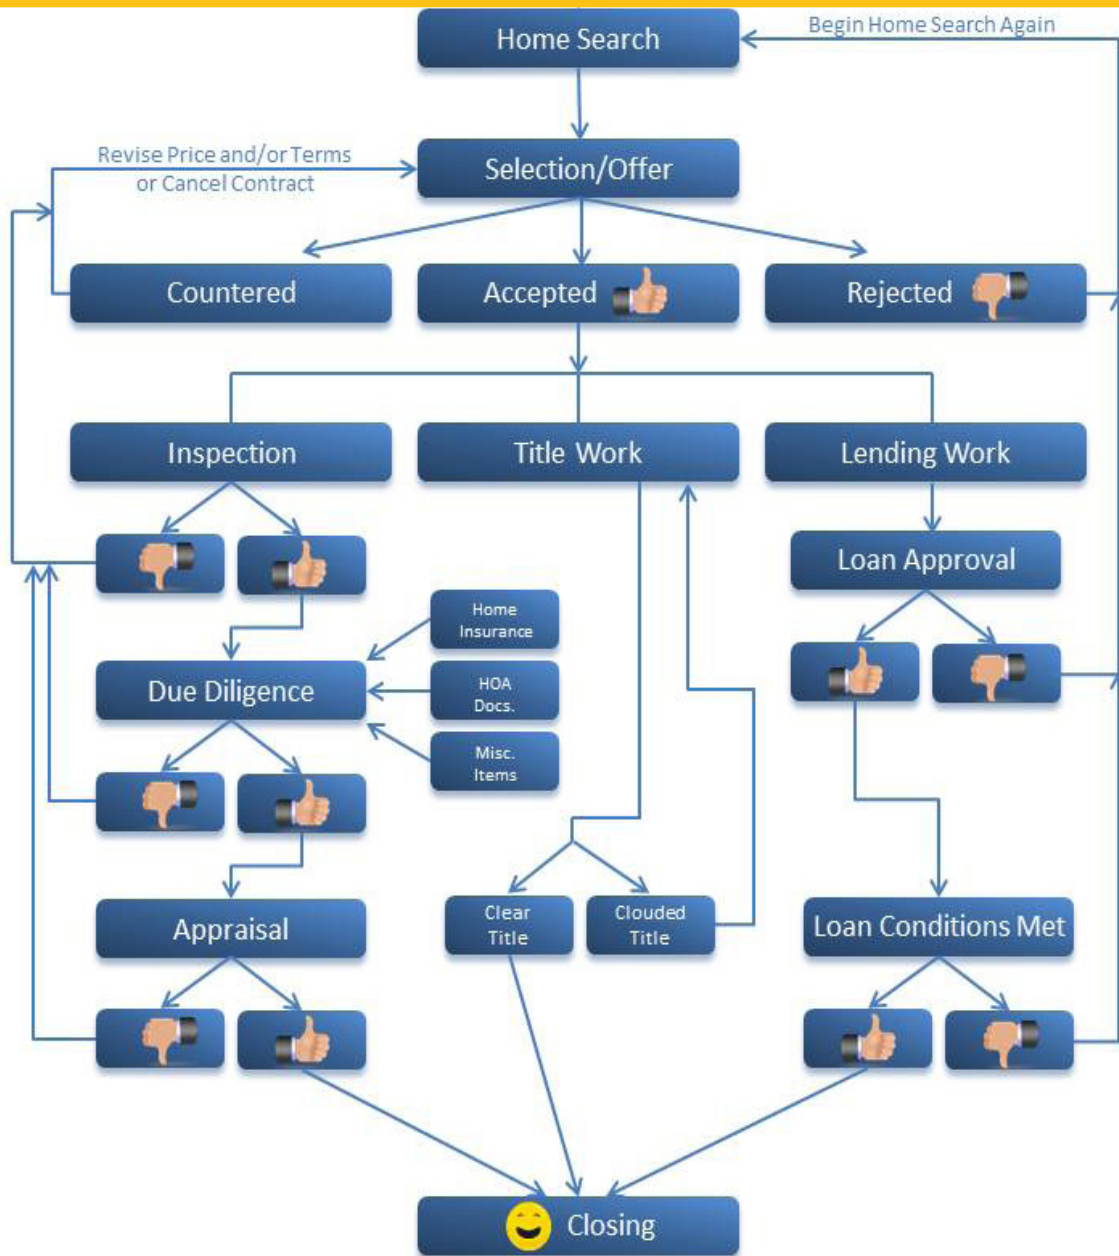 Home Search
Begin Home Search Again
Revise Price and/or Terms
or Cancel Contract
Selection/Offer
Countered
Accepted
Rejected
Inspection
Title Work
Lending Work
Loan Approval
Home
Insurance
Due Diligence
HOA
Docs.
Misc.
Items
Appraisal
Clear
Title
Clouded
Title
Loan Conditions Met
Closing